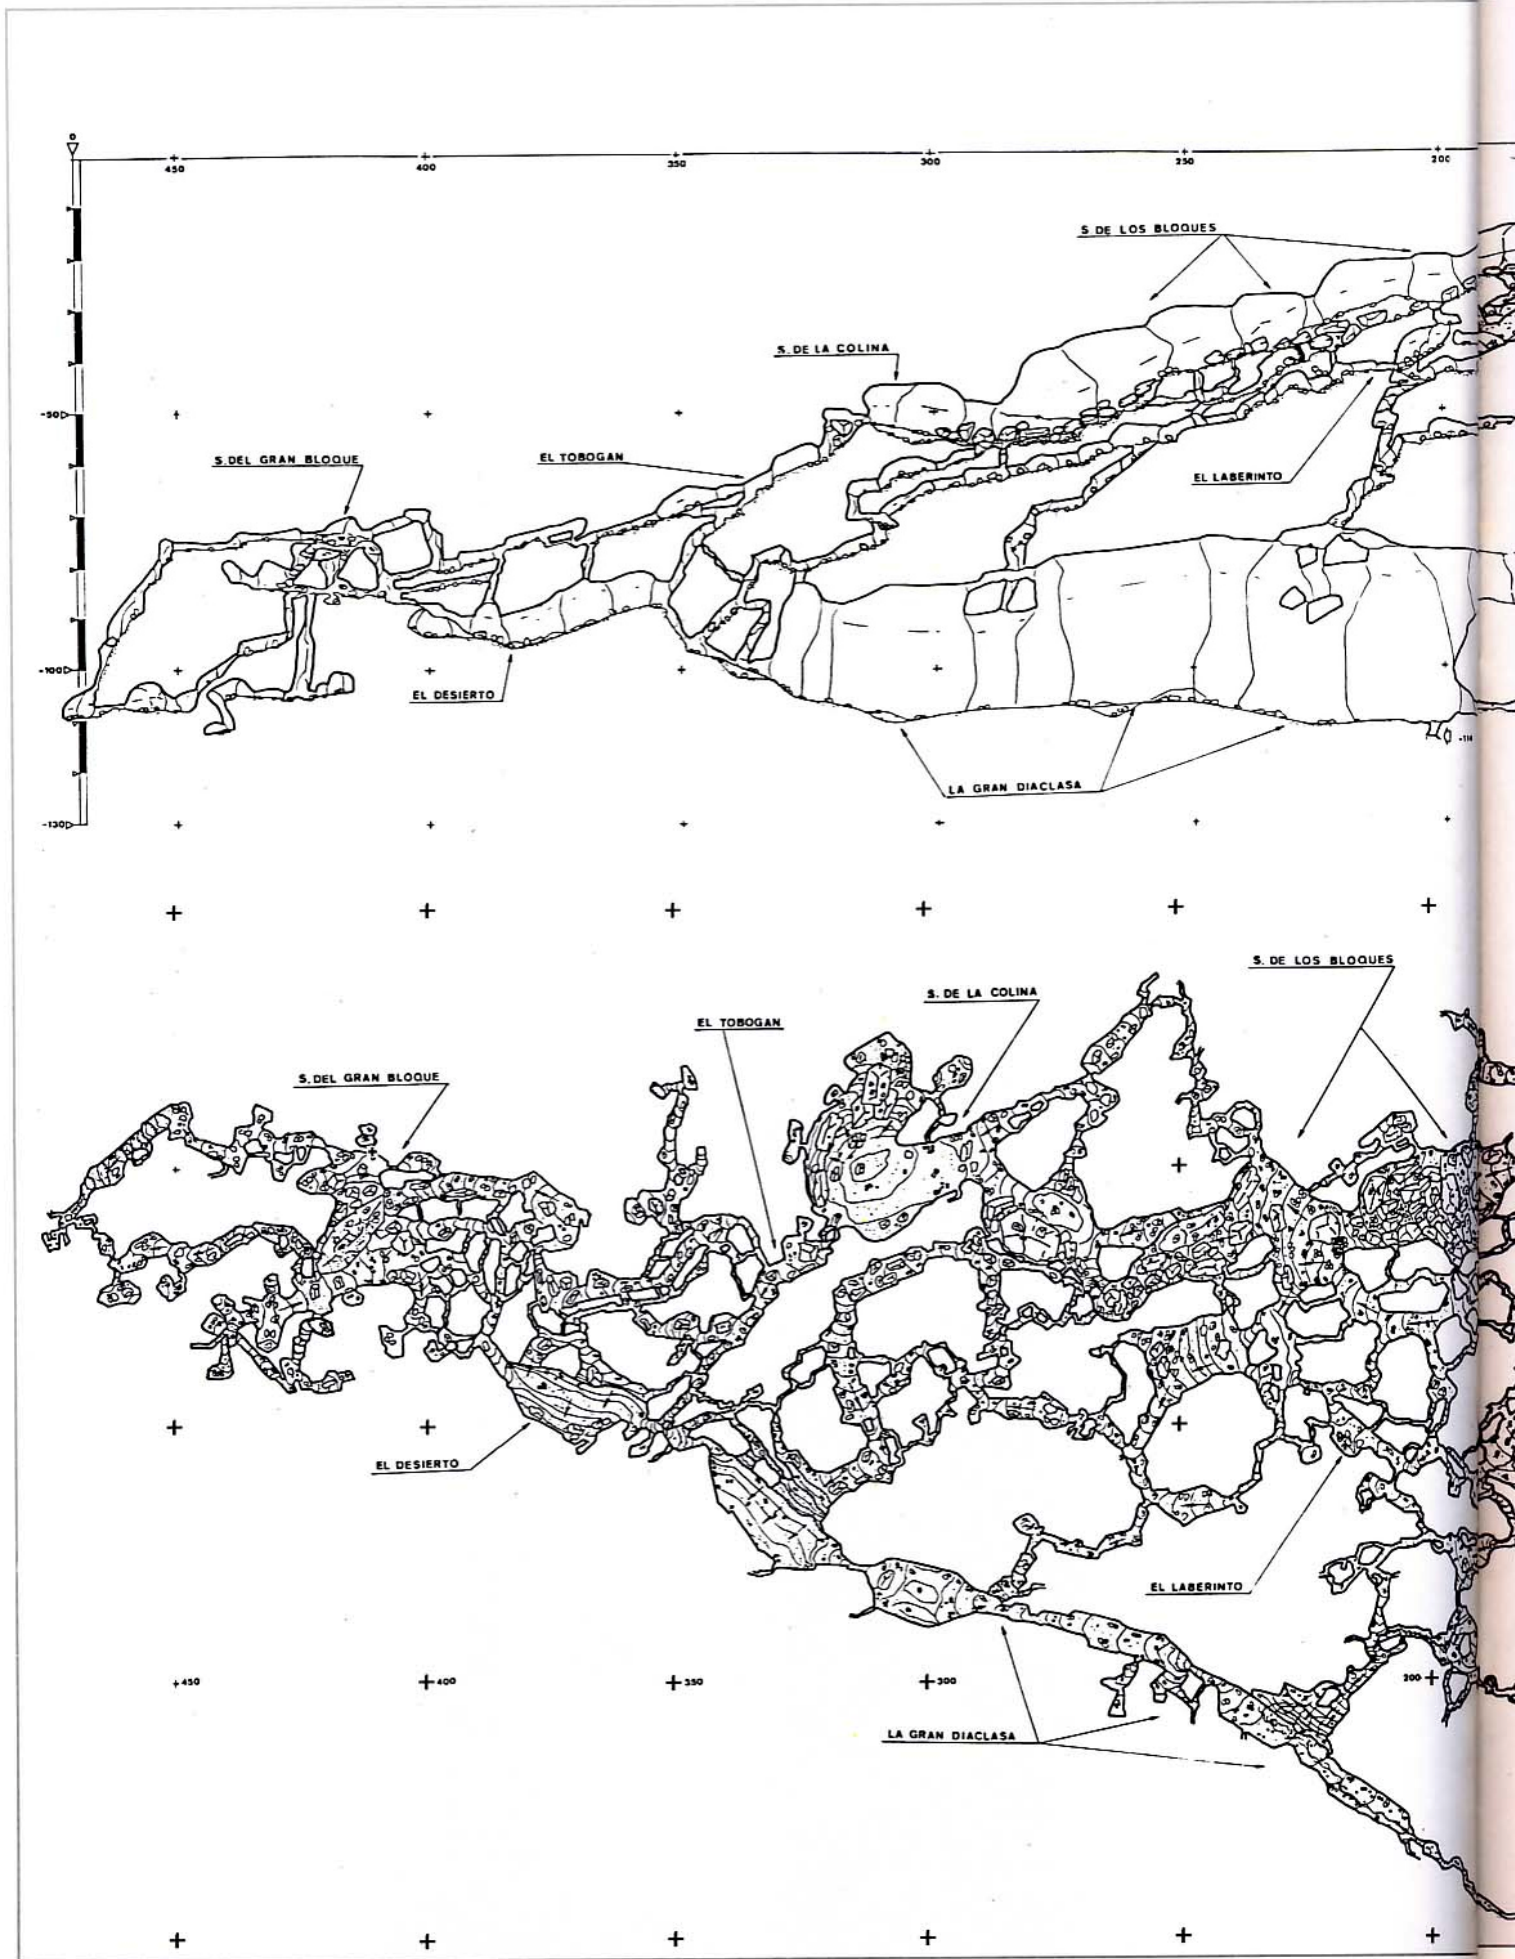 0
450
400
350
300
250
200
S DE LOS BLOQUES
S. DE LA COLINA
-50
S. DEL GRAN BLOQUE
EL TOBOGAN
EL LABERINTO
-100
EL DESIERTO
LA GRAN DIACLASA
-130
S. DE LOS BLOQUES
S. DE LA COLINA
EL TOBOGAN
S. DEL GRAN BLOQUE
EL DESIERTO
EL LABERINTO
450
400
350
300
200
LA GRAN DIACLASA